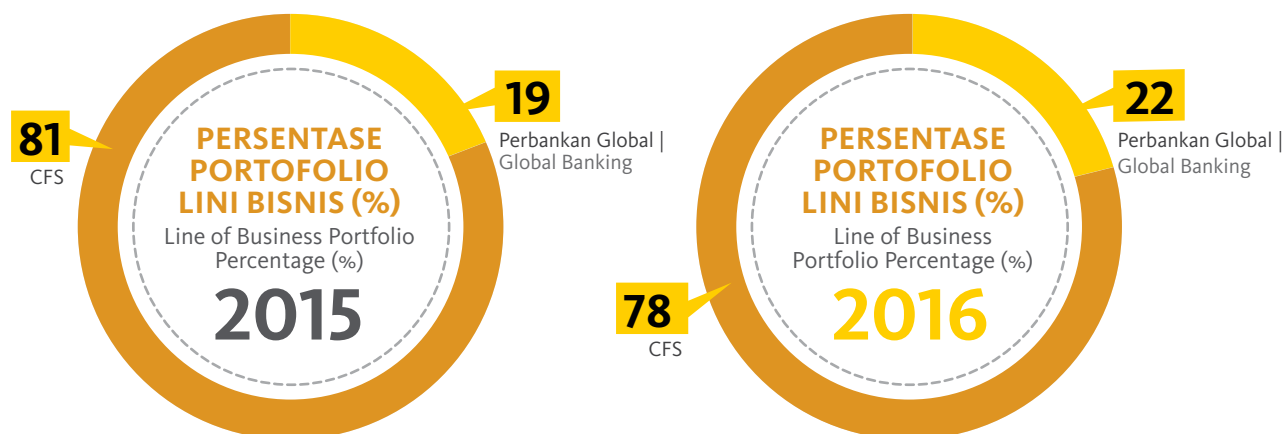 81
CFS
PERSENTASE
PORTOFOLIO
LINI BISNIS (%)
Line of Business Portfolio
Percentage (%)
2015
19
Perbankan Global |
Global Banking
78
CFS
PERSENTASE
PORTOFOLIO
LINI BISNIS (%)
Line of Business
Portfolio Percentage (%)
2016
22
Perbankan Global |
Global Banking